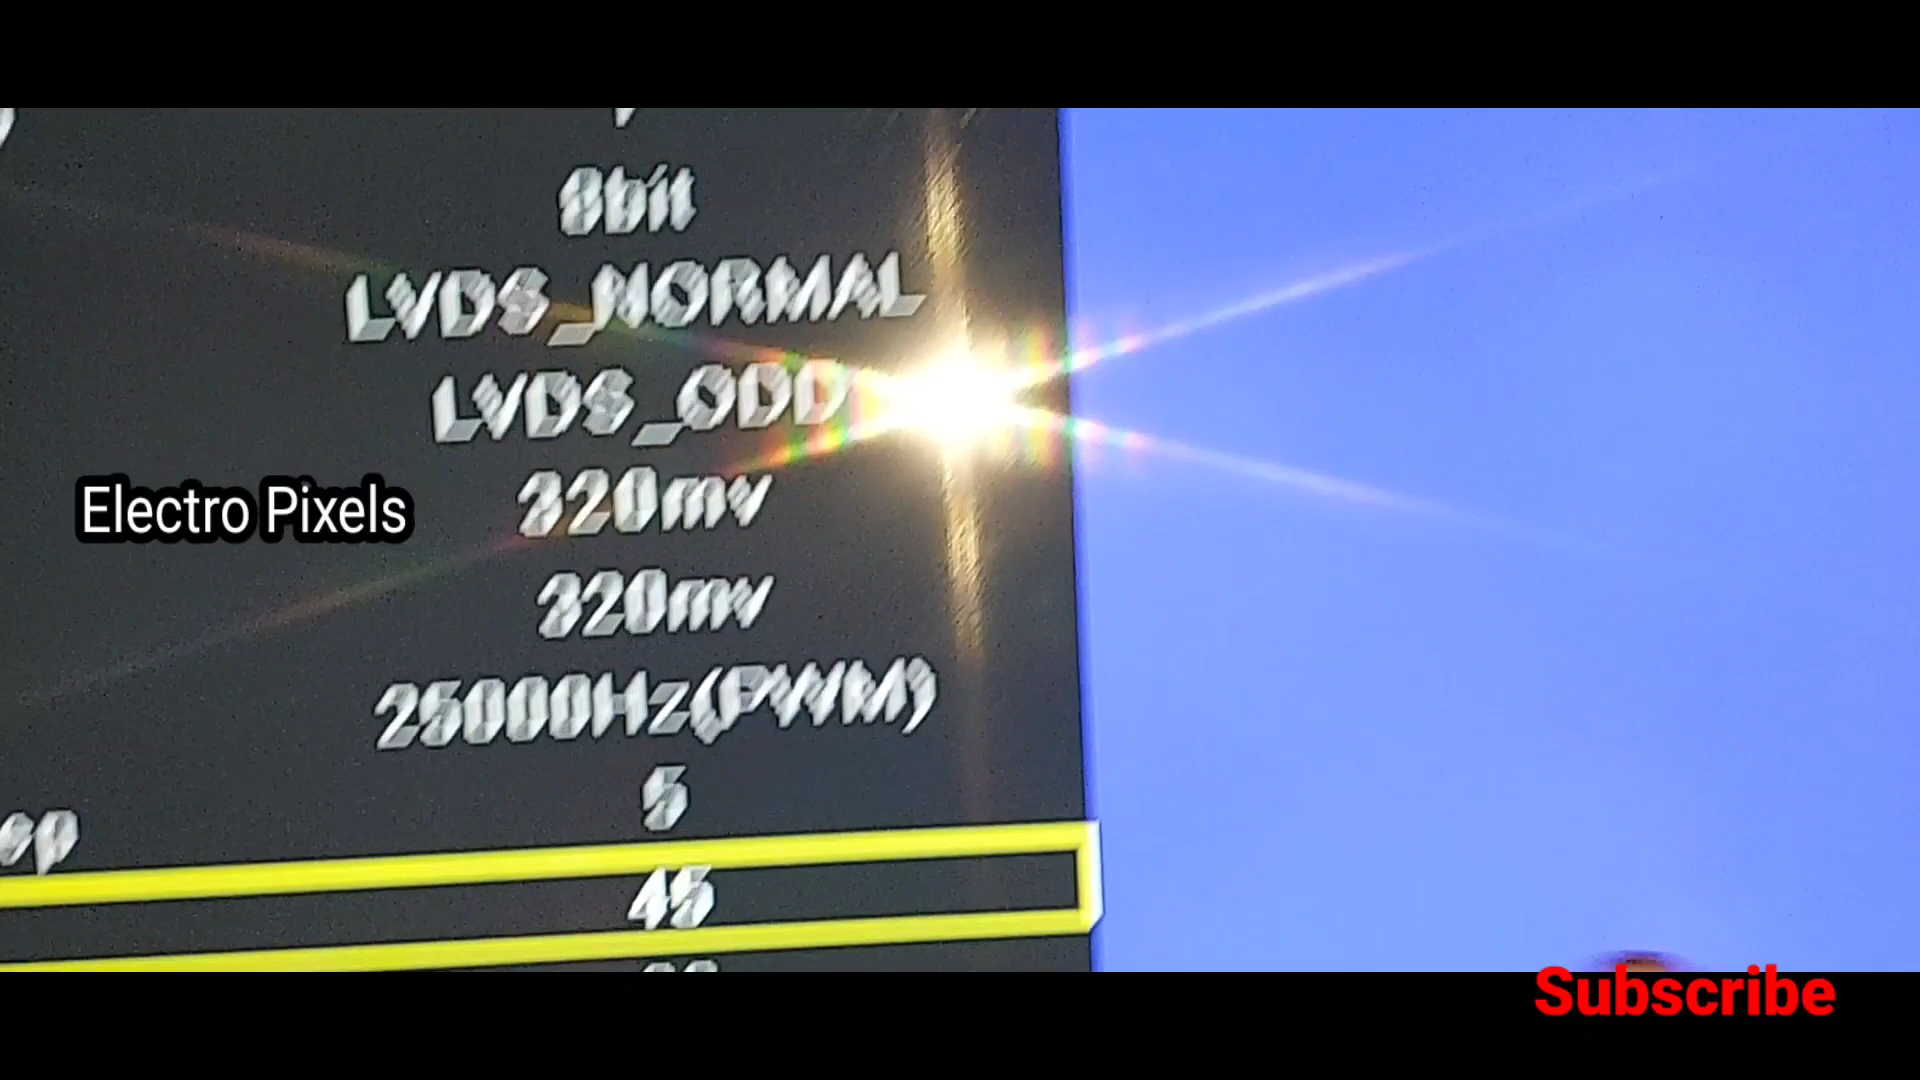 8bit
LVDS_NORMAL
LVDS_ODD
Electro Pixels
320mv
320mv
25000Hz(PWM)
5
45
Subscribe